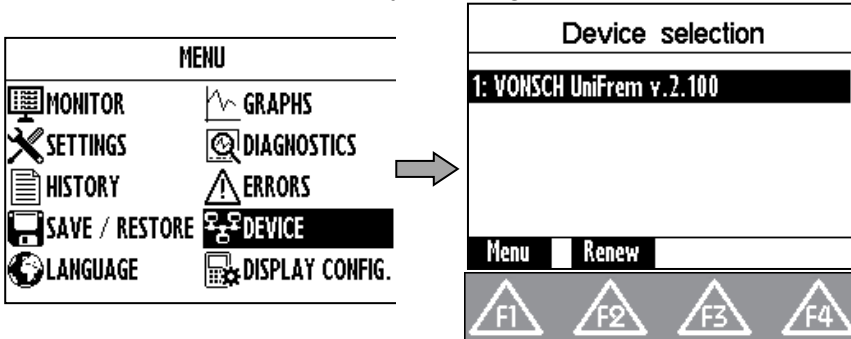 MENU
MONITOR GRAPHS
SETTINGS DIAGNOSTICS
HISTORY ERRORS
SAVE / RESTORE DEVICE
LANGUAGE DISPLAY CONFIG.
Device selection
1: VONSCH UniFrem v.2.100
Menu Renew
F1 F2 F3 F4